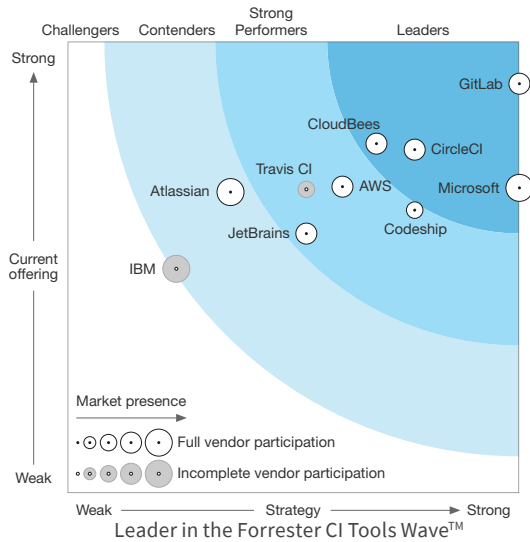 Strong
Challengers Contenders Performers Leaders
Strong
GitLab
CloudBees
CircleCI
Travis CI
Atlassian
AWS
Microsoft
JetBrains
Codeship
Current
offering
IBM
Market presence
Full vendor participation
Incomplete vendor participation
Weak
Weak Strategy Strong
Leader in the Forrester CI Tools Wave™